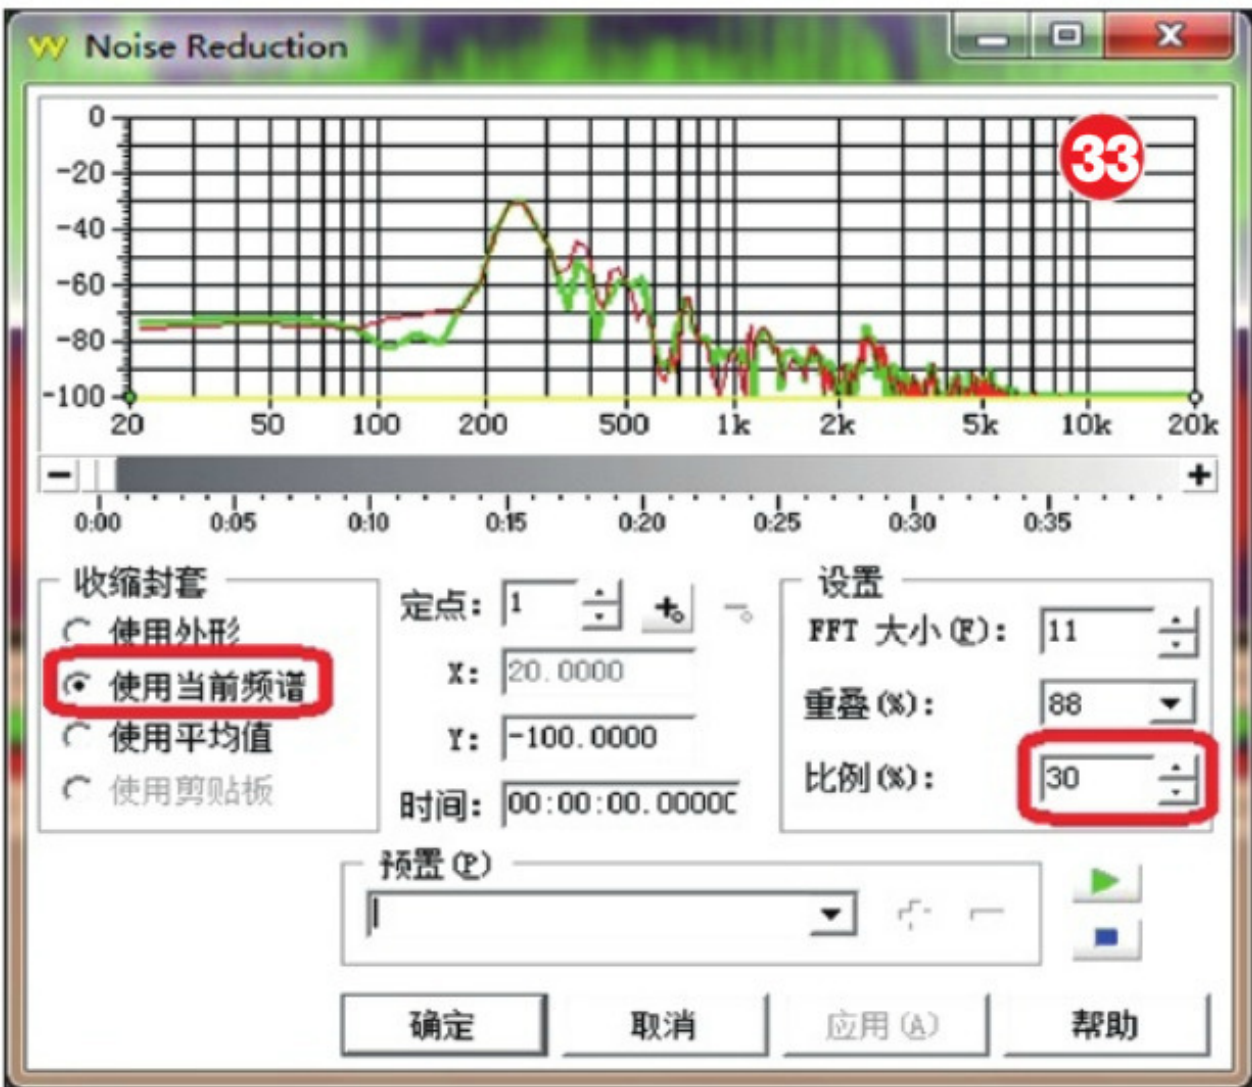 Noise Reduction
33
0
-20
-40
-60
-80
-100
20 50 100 200 500 1k 2k 5k 10k 20k
0:00 0:05 0:10 0:15 0:20 0:25 0:30 0:35
收缩封套
使用外形
使用当前频谱
使用平均值
使用剪贴板
定点: 1
X: 20.0000
Y: -100.0000
时间: 00:00:00.0000
设置
FFT 大小(F): 11
重叠(%): 88
比例(%): 30
预置(P)
确定 取消 应用(A) 帮助